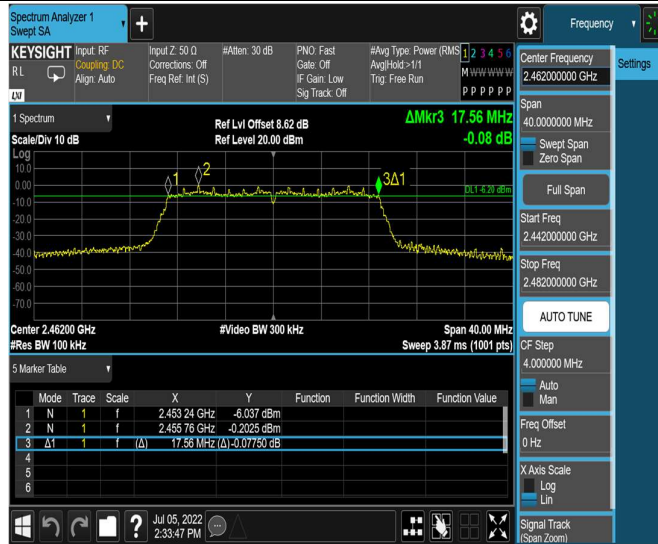 Spectrum Analyzer 1
Swept SA
+
Frequency
KEYSIGHT
RL
LXI
Input: RF
Coupling: DC
Align: Auto
Input Z: 50 Ω
Corrections: Off
Freq Ref: Int (S)
#Atten: 30 dB
PNO: Fast
Gate: Off
IF Gain: Low
Sig Track: Off
#Avg Type: Power (RMS
Avg|Hold:>1/1
Trig: Free Run
1 2 3 4 5 6
M W W W W W
P P P P P P
1 Spectrum
Scale/Div 10 dB
Ref Lvl Offset 8.62 dB
Ref Level 20.00 dBm
ΔMkr3 17.56 MHz
-0.08 dB
Log
10.0
0.00
-10.0
-20.0
-30.0
-40.0
-50.0
-60.0
-70.0
1
2
3Δ1
DL1 -6.20 dBm
Center 2.46200 GHz
#Res BW 100 kHz
#Video BW 300 kHz
Span 40.00 MHz
Sweep 3.87 ms (1001 pts)
5 Marker Table
Mode Trace Scale X Y Function Function Width Function Value
1 N 1 f 2.453 24 GHz -6.037 dBm
2 N 1 f 2.455 76 GHz -0.2025 dBm
3 Δ1 1 f (Δ) 17.56 MHz (Δ) -0.07750 dB
4
5
6
?
Jul 05, 2022
2:33:47 PM
Center Frequency
2.462000000 GHz
Settings
Span
40.0000000 MHz
Swept Span
Zero Span
Full Span
Start Freq
2.442000000 GHz
Stop Freq
2.482000000 GHz
AUTO TUNE
CF Step
4.000000 MHz
Auto
Man
Freq Offset
0 Hz
X Axis Scale
Log
Lin
Signal Track
(Span Zoom)